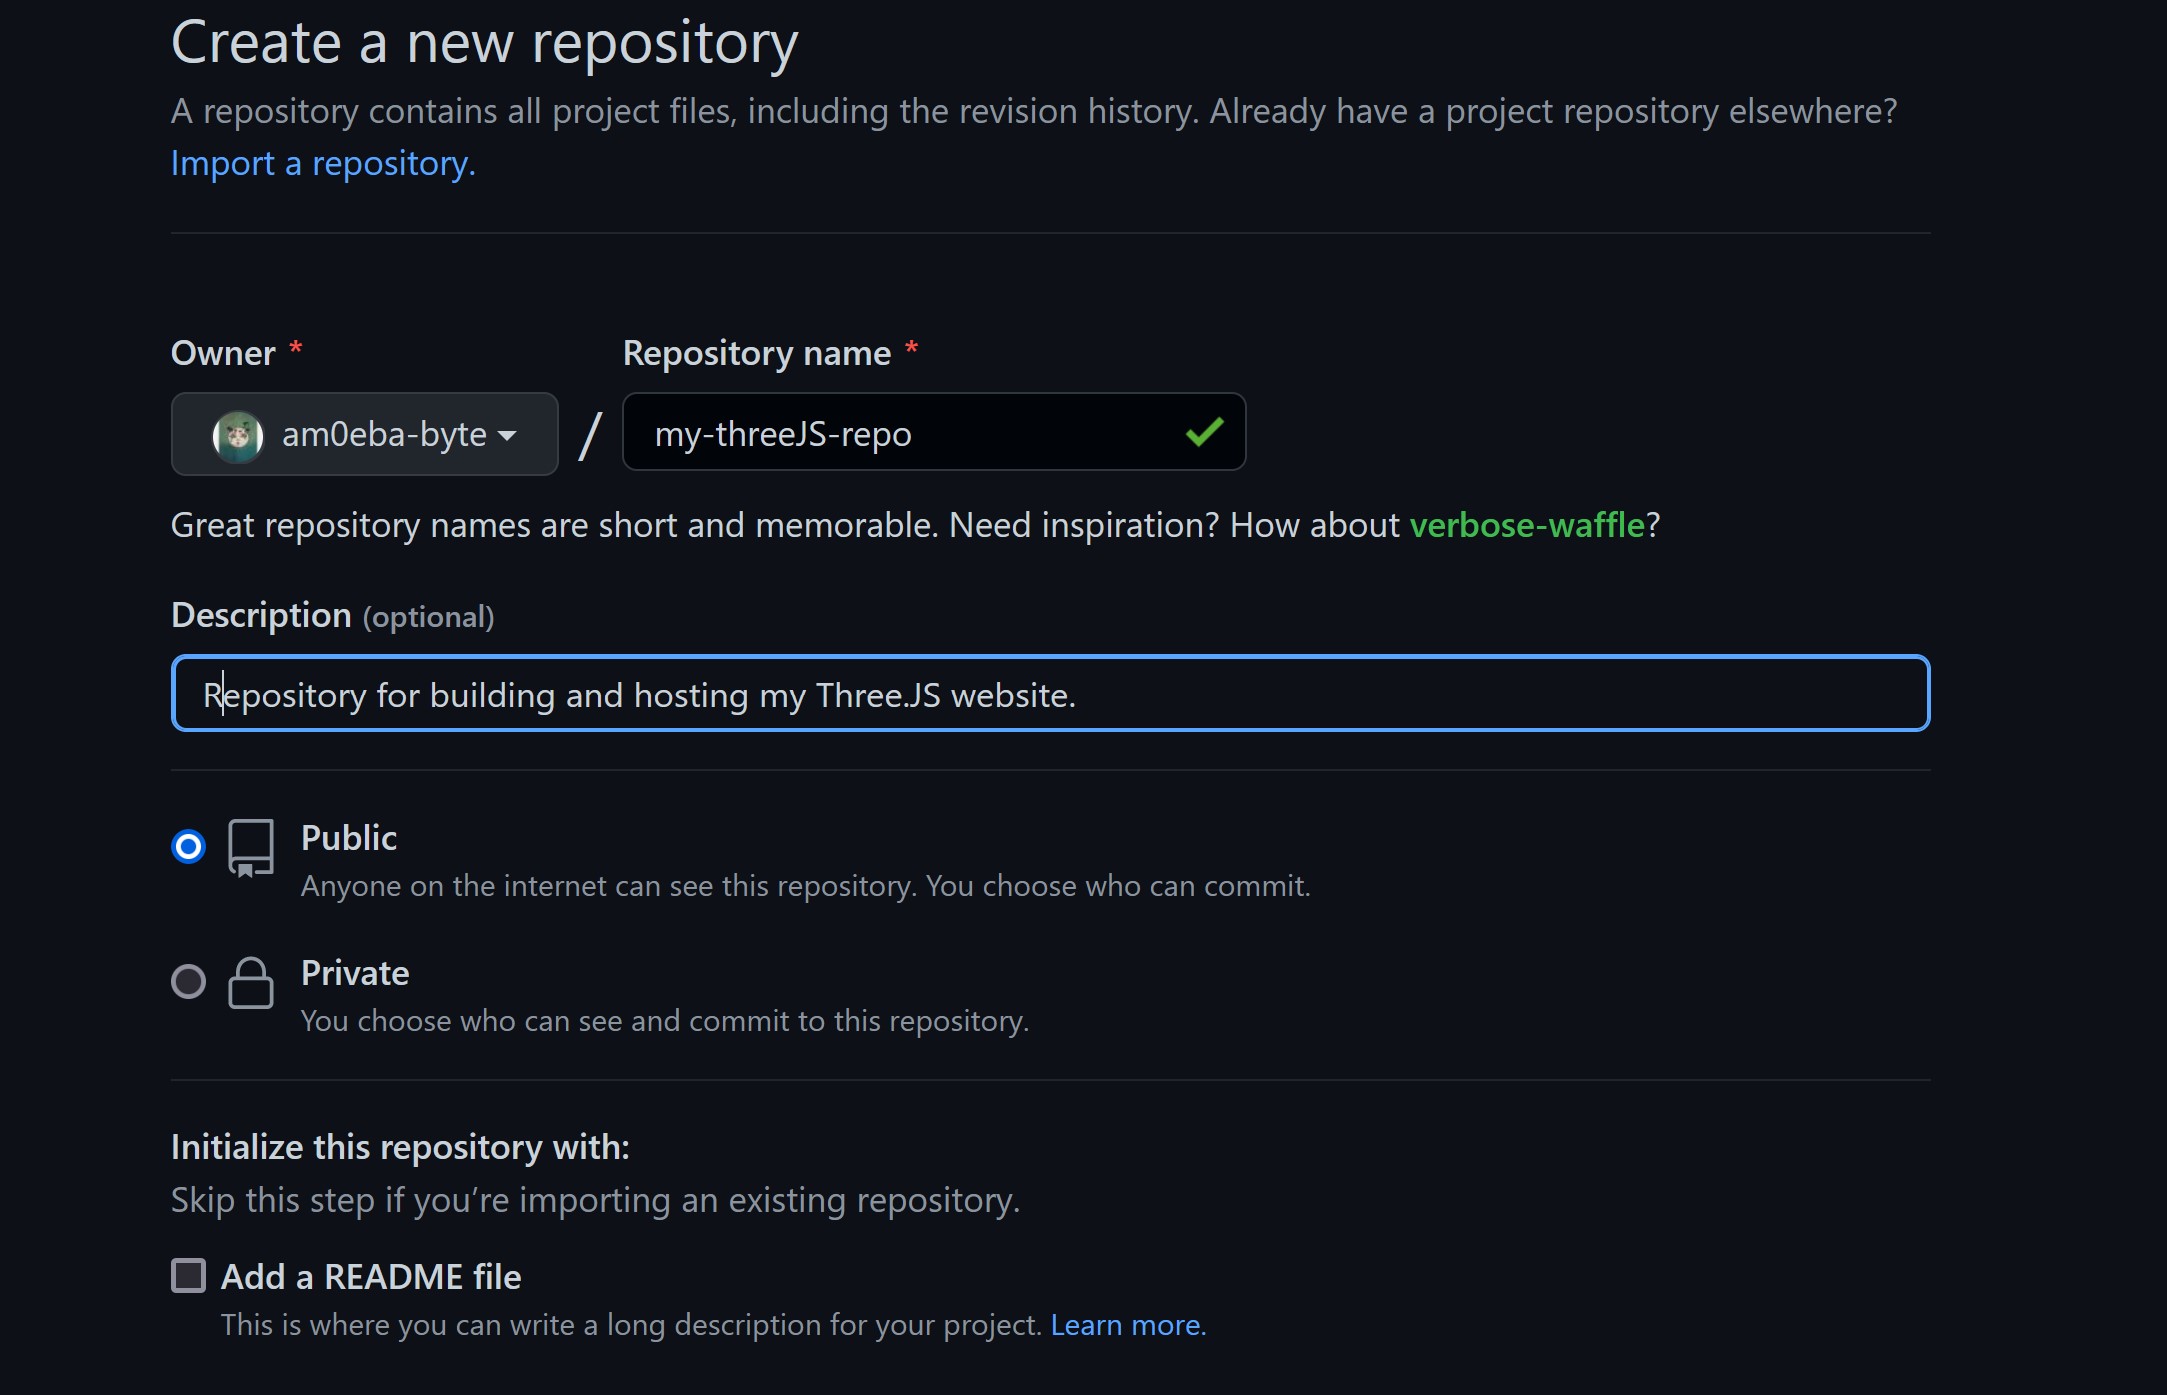 Create a new repository
A repository contains all project files, including the revision history. Already have a project repository elsewhere?
Import a repository.
Owner * Repository name *
am0eba-byte / my-threeJS-repo
Great repository names are short and memorable. Need inspiration? How about verbose-waffle?
Description (optional)
Repository for building and hosting my Three.JS website.
Public
Anyone on the internet can see this repository. You choose who can commit.
Private
You choose who can see and commit to this repository.
Initialize this repository with:
Skip this step if you’re importing an existing repository.
Add a README file
This is where you can write a long description for your project. Learn more.